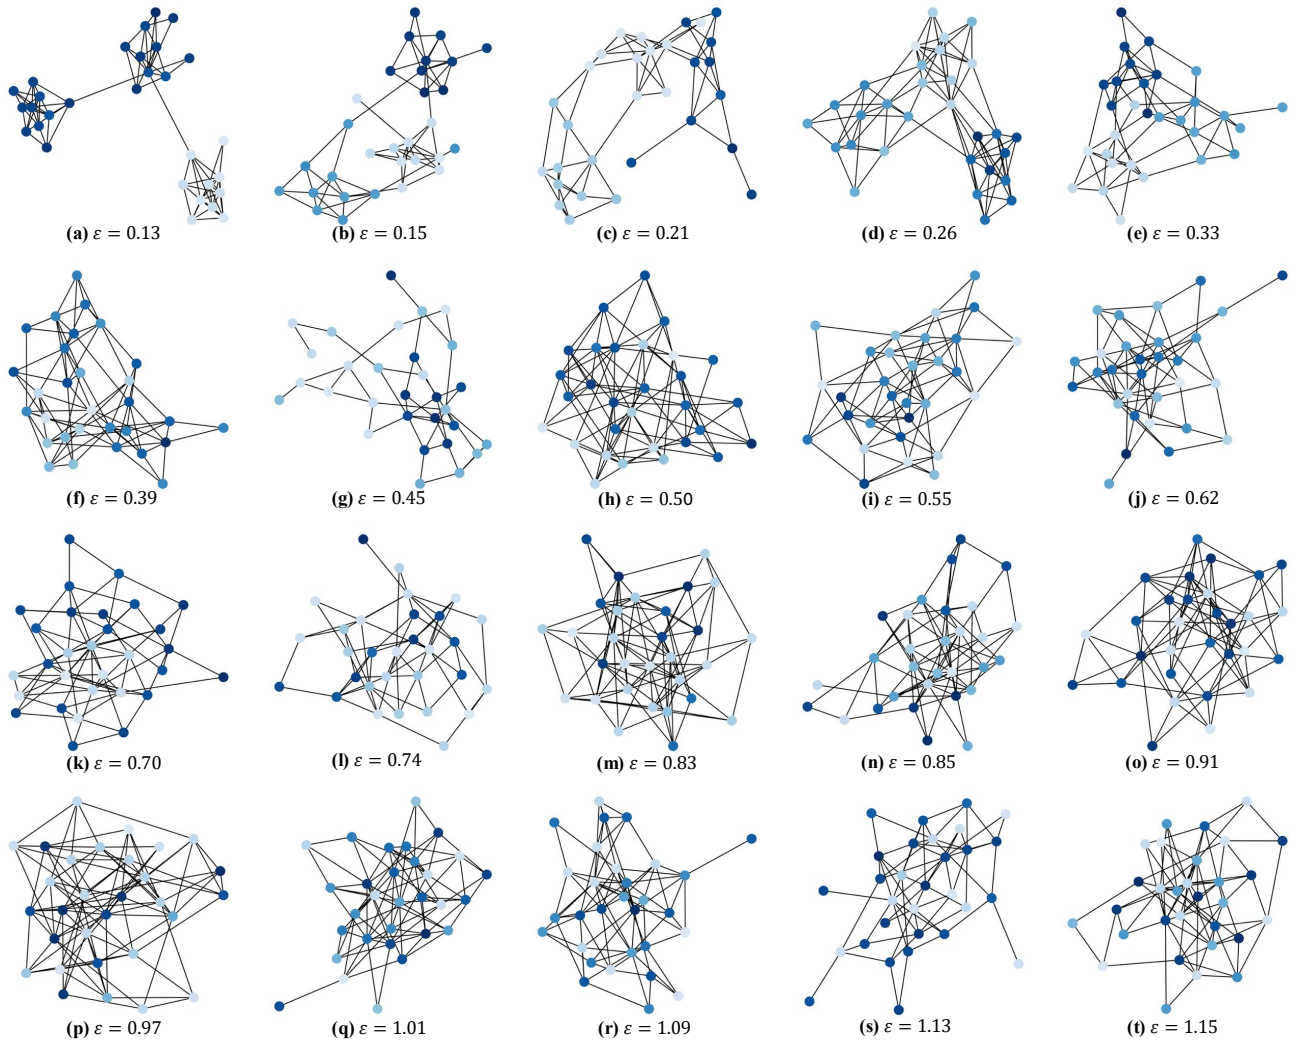 (a) ε = 0.13
(b) ε = 0.15
(c) ε = 0.21
(d) ε = 0.26
(e) ε = 0.33
(f) ε = 0.39
(g) ε = 0.45
(h) ε = 0.50
(i) ε = 0.55
(j) ε = 0.62
(k) ε = 0.70
(l) ε = 0.74
(m) ε = 0.83
(n) ε = 0.85
(o) ε = 0.91
(p) ε = 0.97
(q) ε = 1.01
(r) ε = 1.09
(s) ε = 1.13
(t) ε = 1.15